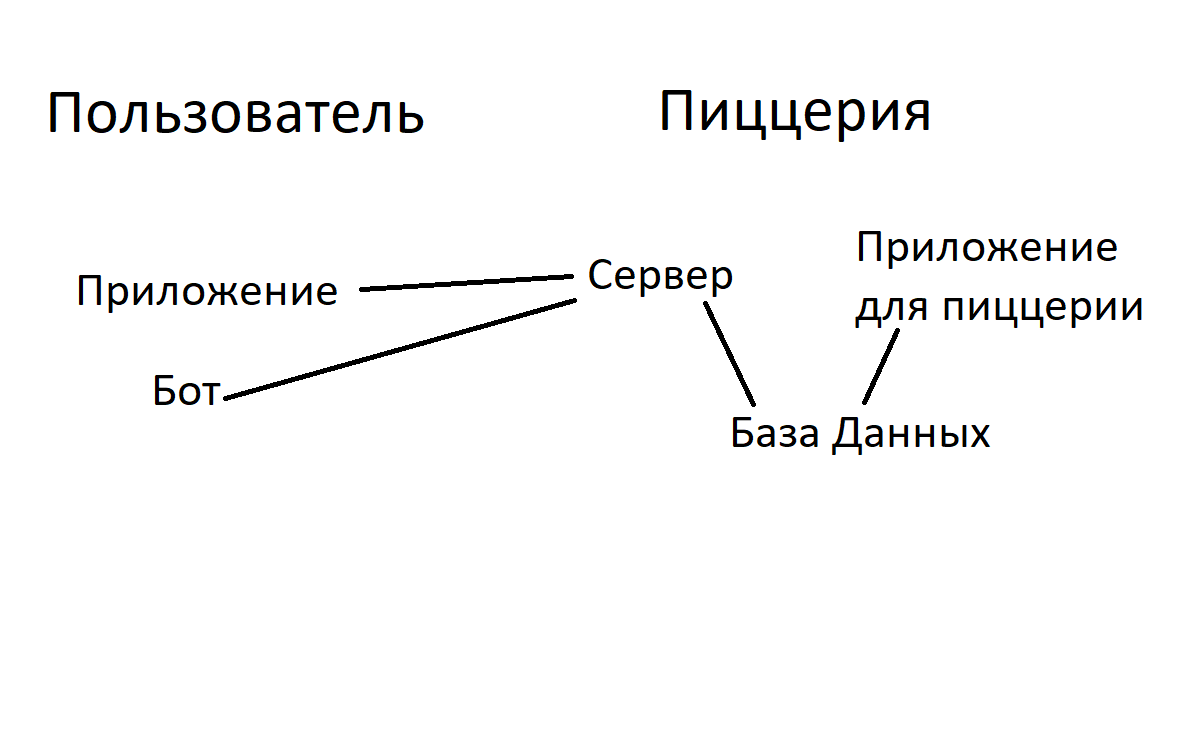 Пользователь
Пиццерия
Приложение
Бот
Сервер
Приложение
для пиццерии
База Данных